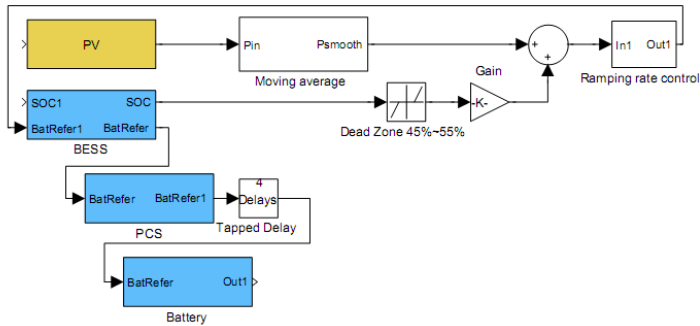 PV
Pin Psmooth
Moving average
+
+
Gain
-K-
In1 Out1
Ramping rate control
SOC1 SOC
BatRefer1 BatRefer
BESS
Dead Zone 45%~55%
BatRefer BatRefer1
PCS
4
Delays
Tapped Delay
BatRefer Out1
Battery